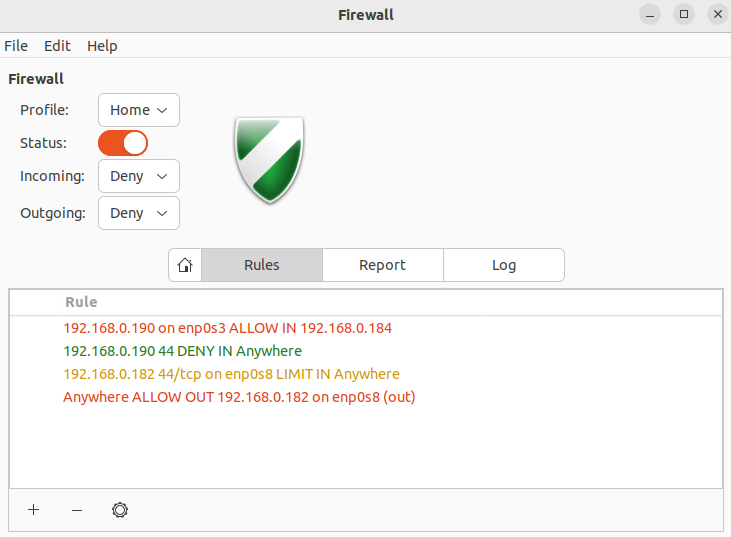 Firewall
File Edit Help
Firewall
Profile: Home
Status:
Incoming: Deny
Outgoing: Deny
Rules Report Log
Rule
192.168.0.190 on enp0s3 ALLOW IN 192.168.0.184
192.168.0.190 44 DENY IN Anywhere
192.168.0.182 44/tcp on enp0s8 LIMIT IN Anywhere
Anywhere ALLOW OUT 192.168.0.182 on enp0s8 (out)